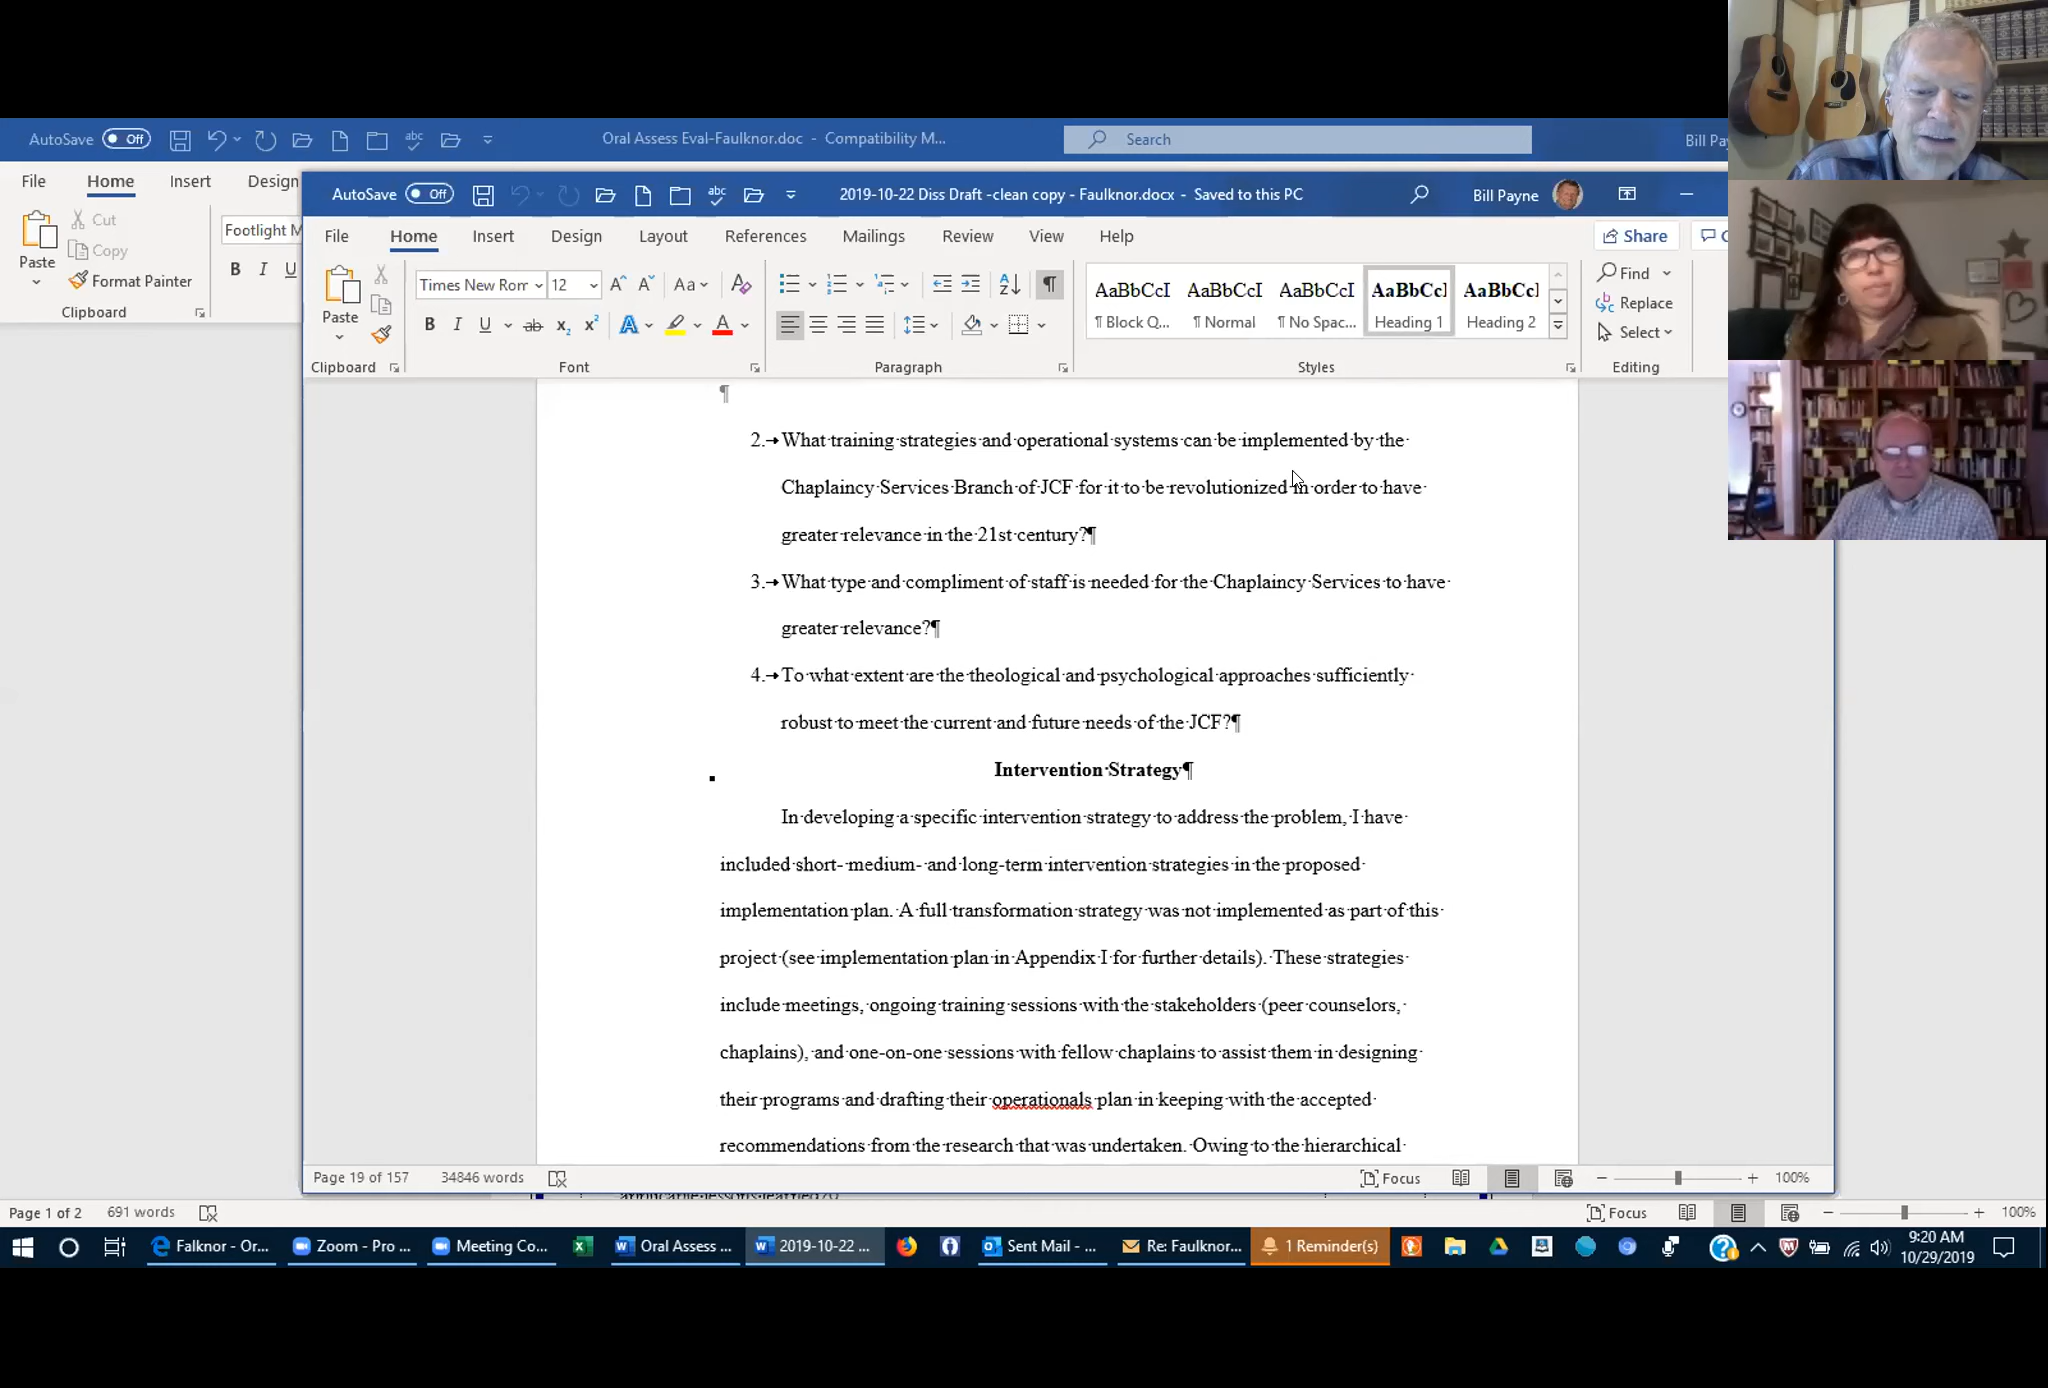 AutoSave Off
Oral Assess Eval-Faulknor.doc - Compatibility M...
Search
Bill Pa
File Home Insert Design
Paste
Cut
Copy
Format Painter
Clipboard
Footlight M
B I U
AutoSave Off
2019-10-22 Diss Draft -clean copy - Faulknor.docx - Saved to this PC
Bill Payne
File Home Insert Design Layout References Mailings Review View Help
Share
Paste
Clipboard
Times New Ror 12
Font
Paragraph
AaBbCcI AaBbCcI AaBbCcI AaBbCcI AaBbCcI
¶ Block Q... ¶ Normal ¶ No Spac... Heading 1 Heading 2
Styles
Find
Replace
Select
Editing
¶
2.→What·training·strategies·and·operational·systems·can·be·implemented·by·the·
Chaplaincy·Services·Branch·of·JCF·for·it·to·be·revolutionized·in·order·to·have·
greater·relevance·in·the·21st·century?¶
3.→What·type·and·compliment·of·staff·is·needed·for·the·Chaplaincy·Services·to·have·
greater·relevance?¶
4.→To·what·extent·are·the·theological·and·psychological·approaches·sufficiently·
robust·to·meet·the·current·and·future·needs·of·the·JCF?¶
Intervention·Strategy¶
In·developing·a·specific·intervention·strategy·to·address·the·problem,·I·have·
included·short-·medium-·and·long-term·intervention·strategies·in·the·proposed·
implementation·plan.·A·full·transformation·strategy·was·not·implemented·as·part·of·this·
project·(see·implementation·plan·in·Appendix·I·for·further·details).·These·strategies·
include·meetings,·ongoing·training·sessions·with·the·stakeholders·(peer·counselors,·
chaplains),·and·one-on-one·sessions·with·fellow·chaplains·to·assist·them·in·designing·
their·programs·and·drafting·their·operationals·plan·in·keeping·with·the·accepted·
recommendations·from·the·research·that·was·undertaken.·Owing·to·the·hierarchical·
Page 19 of 157 34846 words
Focus
100%
Page 1 of 2 691 words
Focus
100%
Falknor - Or...
Zoom - Pro ...
Meeting Co...
Oral Assess ...
2019-10-22 ...
Sent Mail - ...
Re: Faulknor...
1 Reminder(s)
9:20 AM
10/29/2019